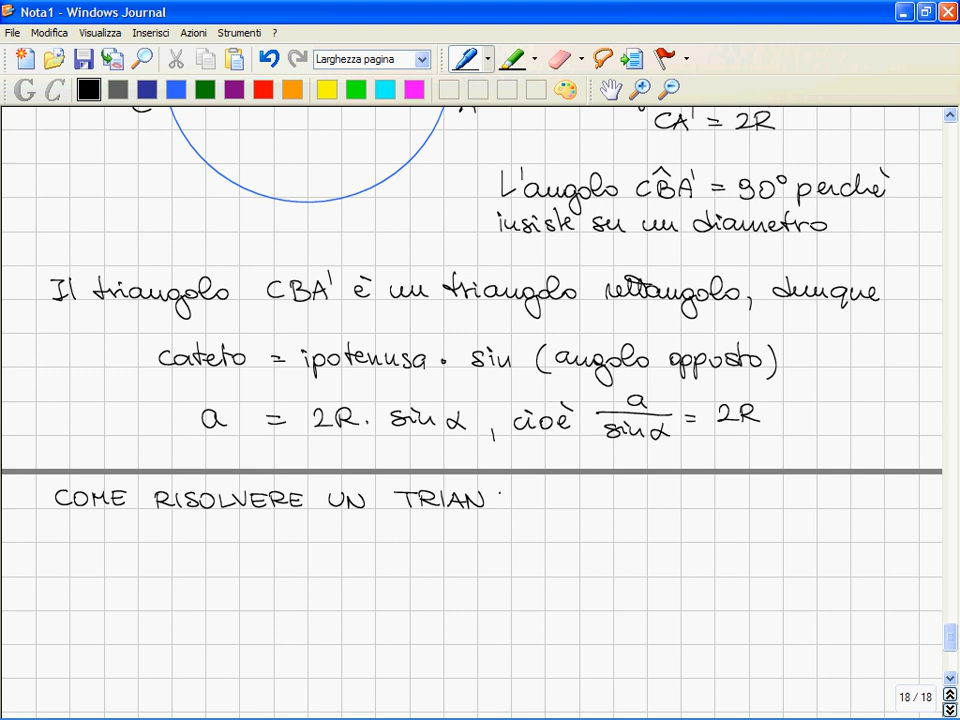 Nota1 - Windows Journal
File Modifica Visualizza Inserisci Azioni Strumenti ?
Larghezza pagina
G C
CA' = 2R
L'angolo CB̂A' = 90° perchè
insiste su un diametro
Il triangolo CBA' è un triangolo rettangolo, dunque
cateto = ipotenusa · sin (angolo opposto)
a = 2R · sin α, cioè a/sin α = 2R
COME RISOLVERE UN TRIAN
18 / 18